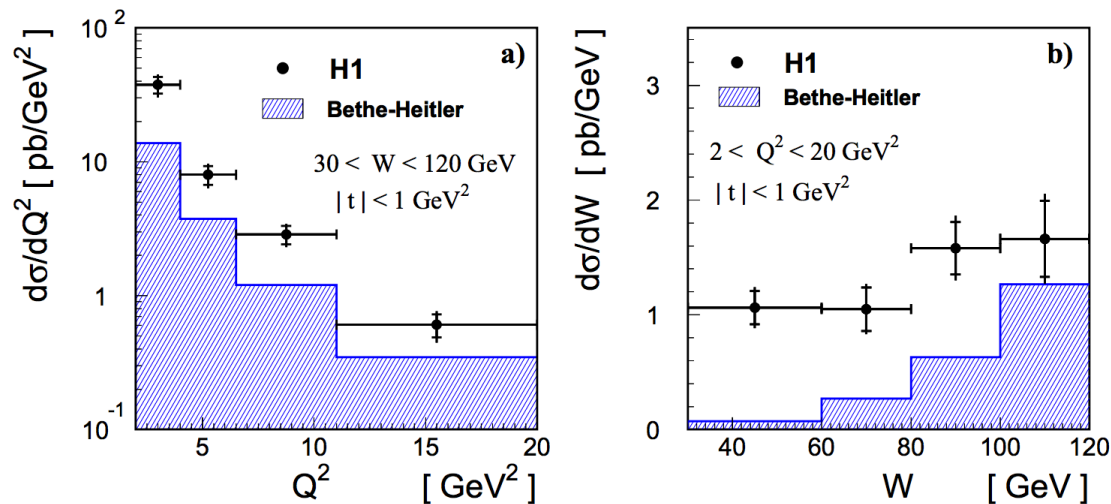 a)
H1
Bethe-Heitler
30 < W < 120 GeV
| t | < 1 GeV²
dσ/dQ² [ pb/GeV² ]
10²
10
1
10⁻¹
5 10 15 20
Q² [ GeV² ]
b)
H1
Bethe-Heitler
2 < Q² < 20 GeV²
| t | < 1 GeV²
dσ/dW [ pb/GeV ]
3
2
1
0
40 60 80 100 120
W [ GeV ]